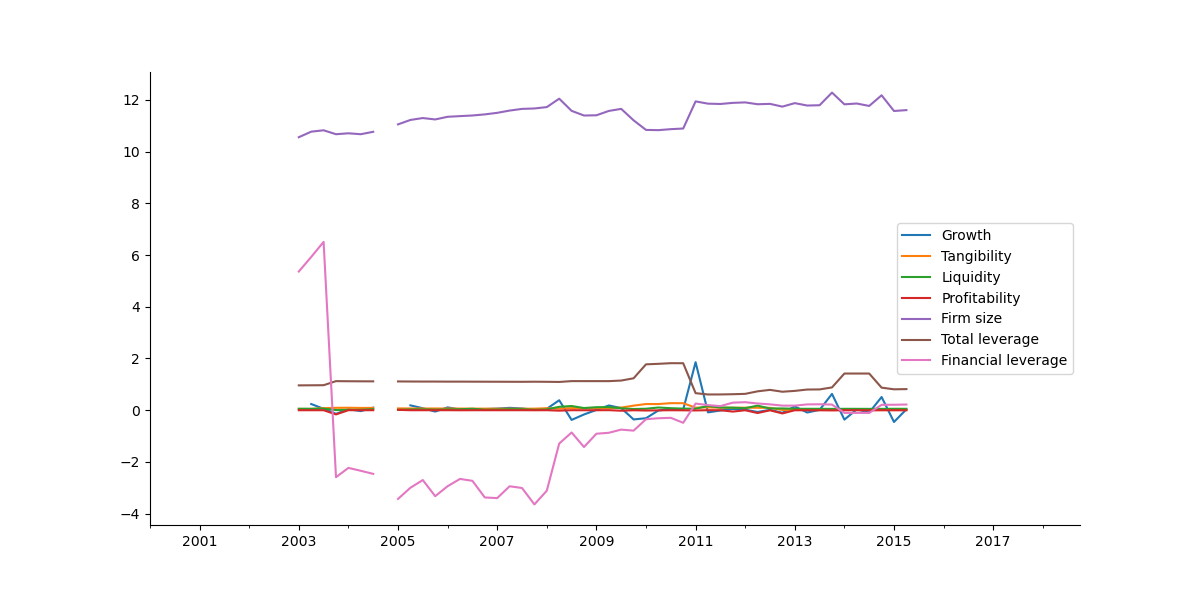 12
10
8
6
4
2
0
−2
−4
2001 2003 2005 2007 2009 2011 2013 2015 2017
Growth
Tangibility
Liquidity
Profitability
Firm size
Total leverage
Financial leverage